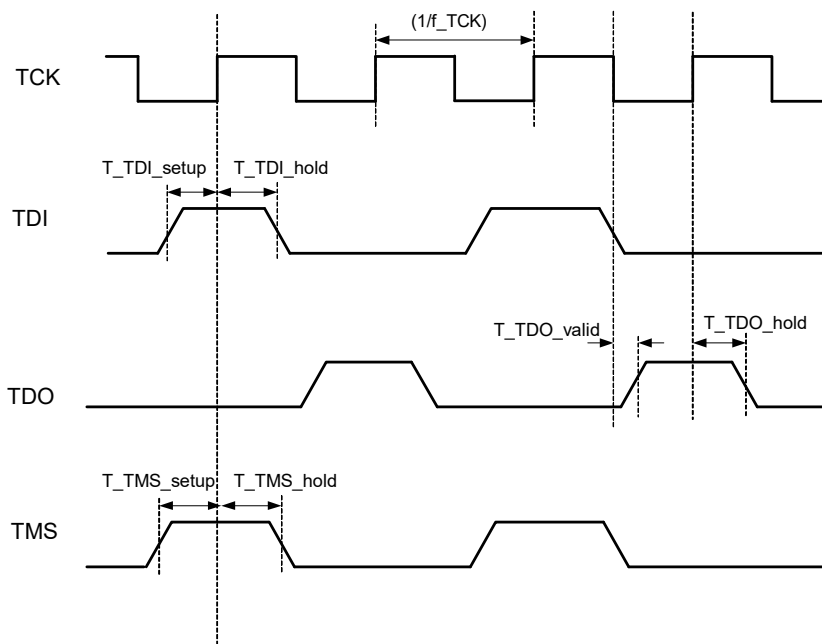 (1/f_TCK)
TCK
T_TDI_setup
T_TDI_hold
TDI
T_TDO_valid
T_TDO_hold
TDO
T_TMS_setup
T_TMS_hold
TMS